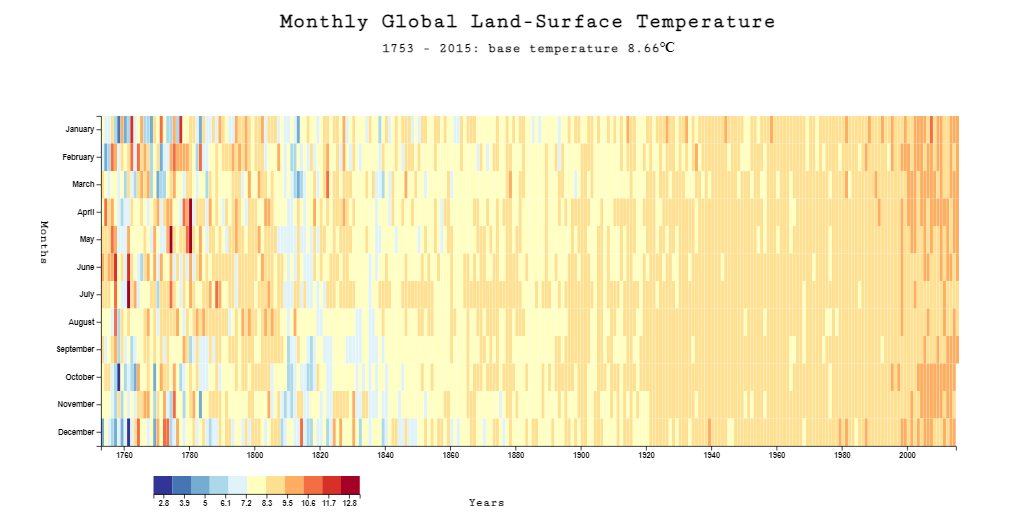 Monthly Global Land-Surface Temperature
1753 - 2015: base temperature 8.66℃
Months
January
February
March
April
May
June
July
August
September
October
November
December
1760 1780 1800 1820 1840 1860 1880 1900 1920 1940 1960 1980 2000
2.8 3.9 5 6.1 7.2 8.3 9.5 10.6 11.7 12.8
Years